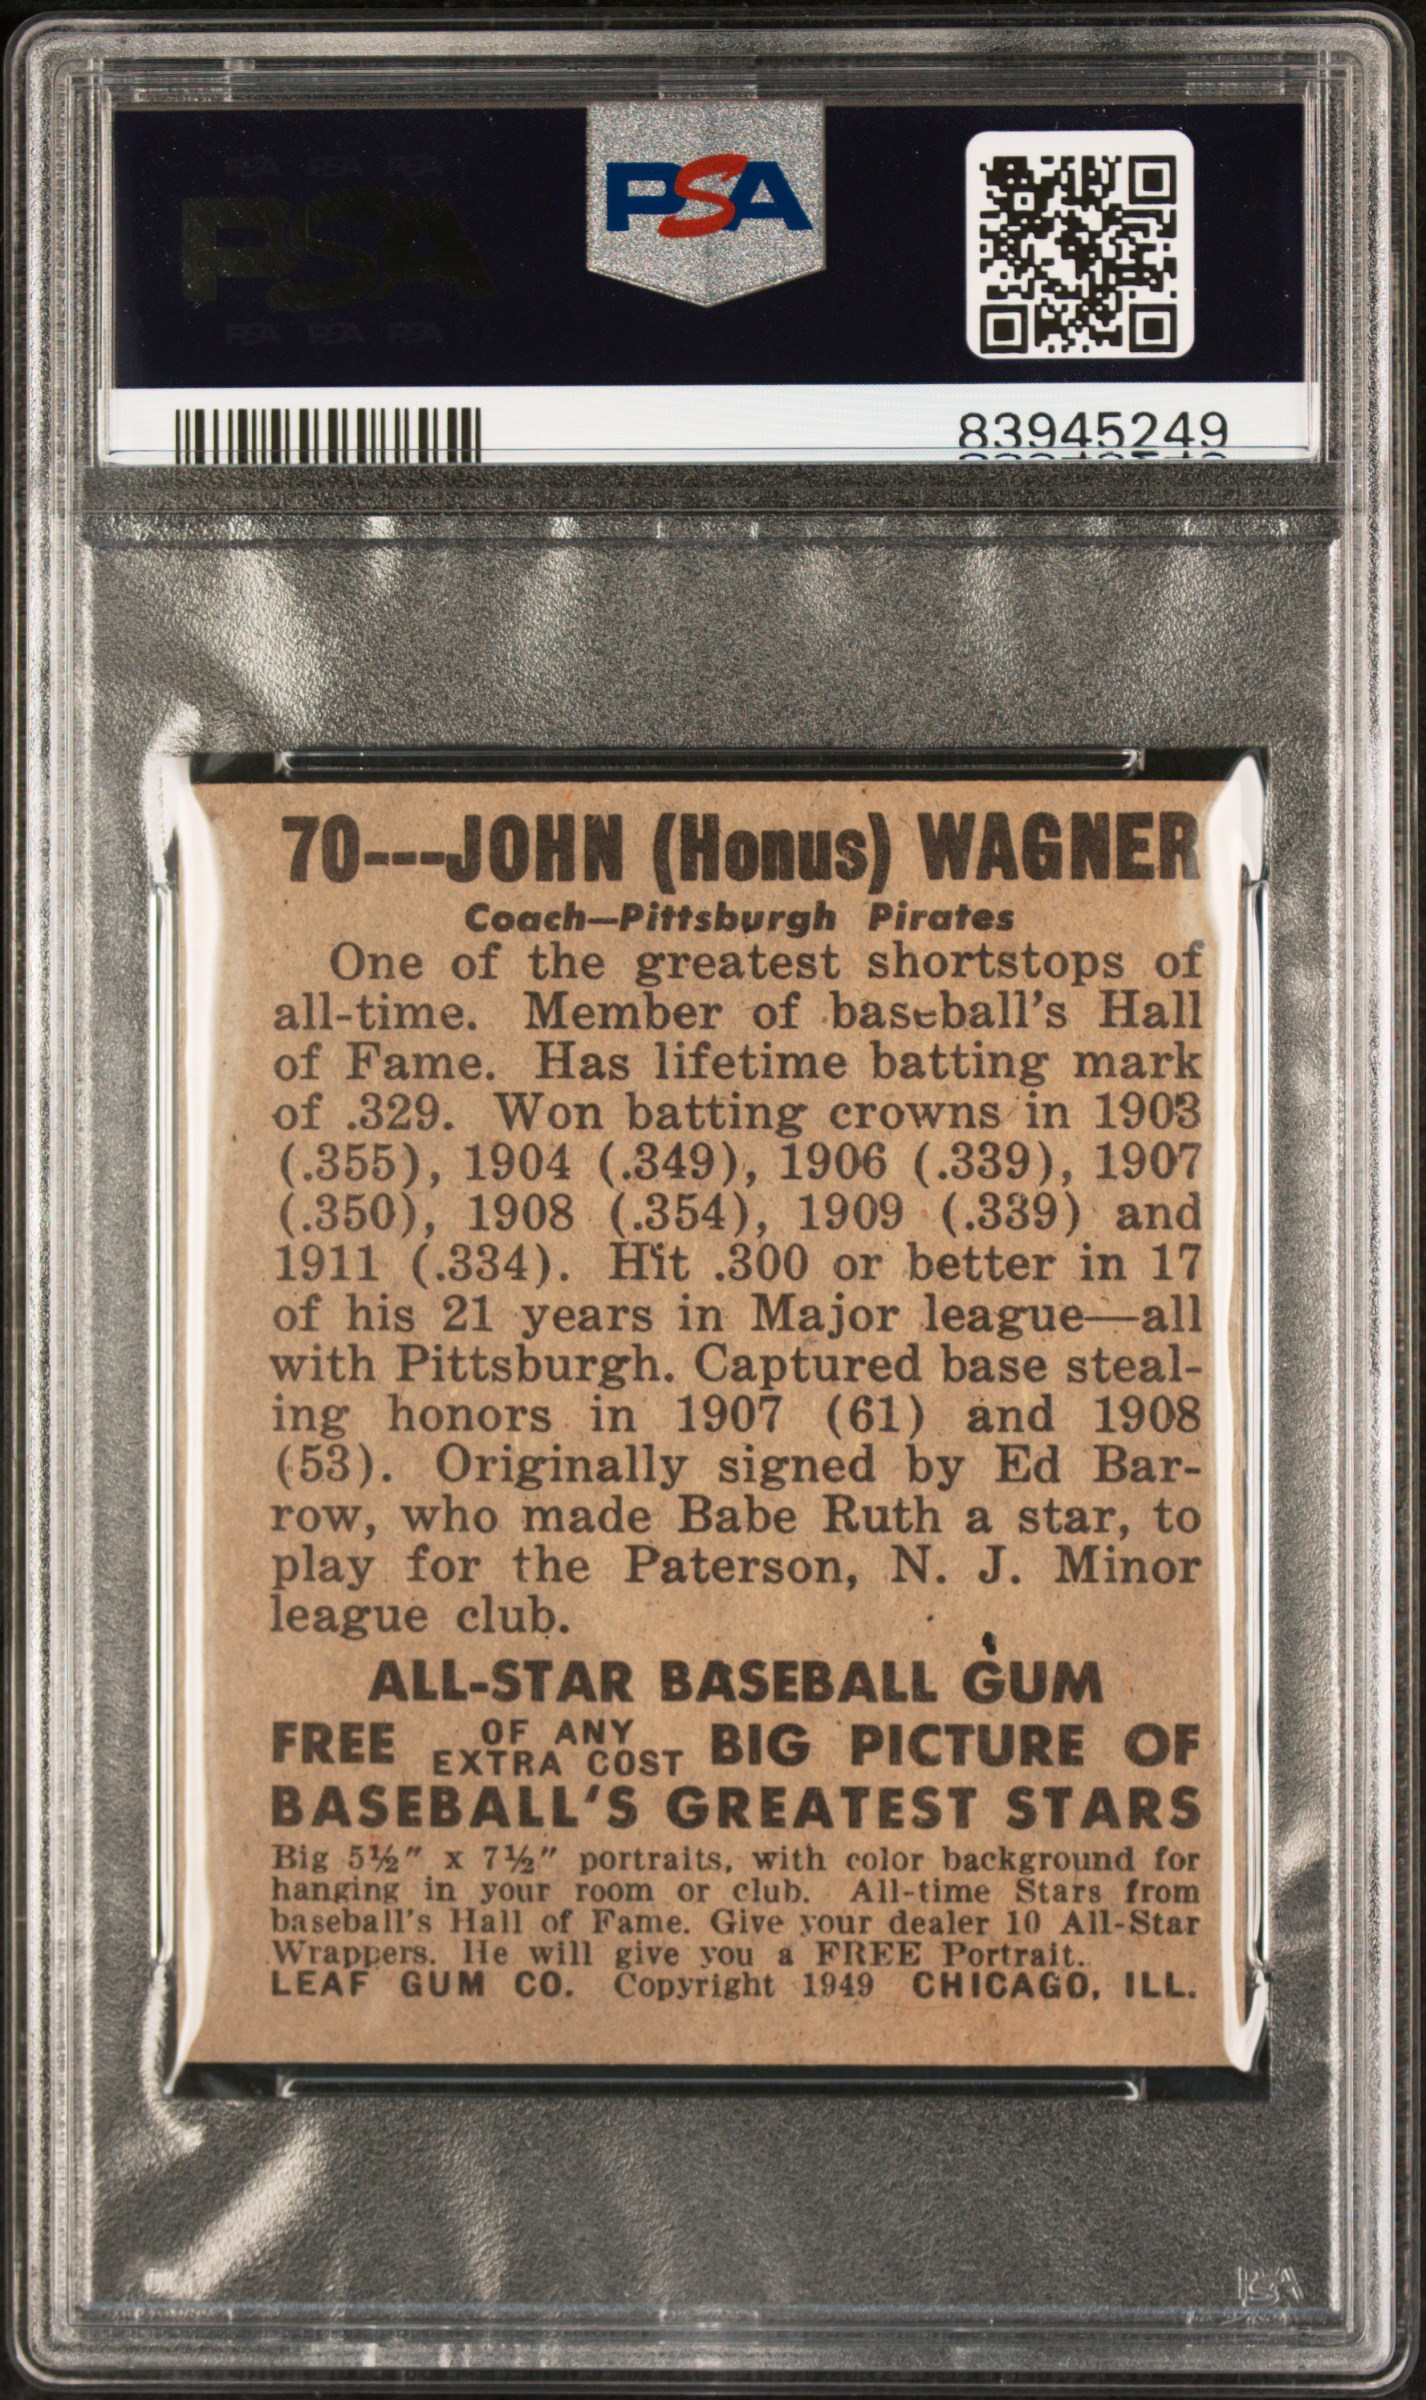 PSA PSA PSA
PSA
PSA PSA PSA
PSA
83945249
70---JOHN (Honus) WAGNER
Coach—Pittsburgh Pirates
One of the greatest shortstops of
all-time. Member of baseball's Hall
of Fame. Has lifetime batting mark
of .329. Won batting crowns in 1903
(.355), 1904 (.349), 1906 (.339), 1907
(.350), 1908 (.354), 1909 (.339) and
1911 (.334). Hit .300 or better in 17
of his 21 years in Major league—all
with Pittsburgh. Captured base steal-
ing honors in 1907 (61) and 1908
(53). Originally signed by Ed Bar-
row, who made Babe Ruth a star, to
play for the Paterson, N. J. Minor
league club.
ALL-STAR BASEBALL GUM
FREE OF ANY EXTRA COST BIG PICTURE OF
BASEBALL'S GREATEST STARS
Big 5½" x 7½" portraits, with color background for
hanging in your room or club. All-time Stars from
baseball's Hall of Fame. Give your dealer 10 All-Star
Wrappers. He will give you a FREE Portrait.
LEAF GUM CO. Copyright 1949 CHICAGO, ILL.
PSA